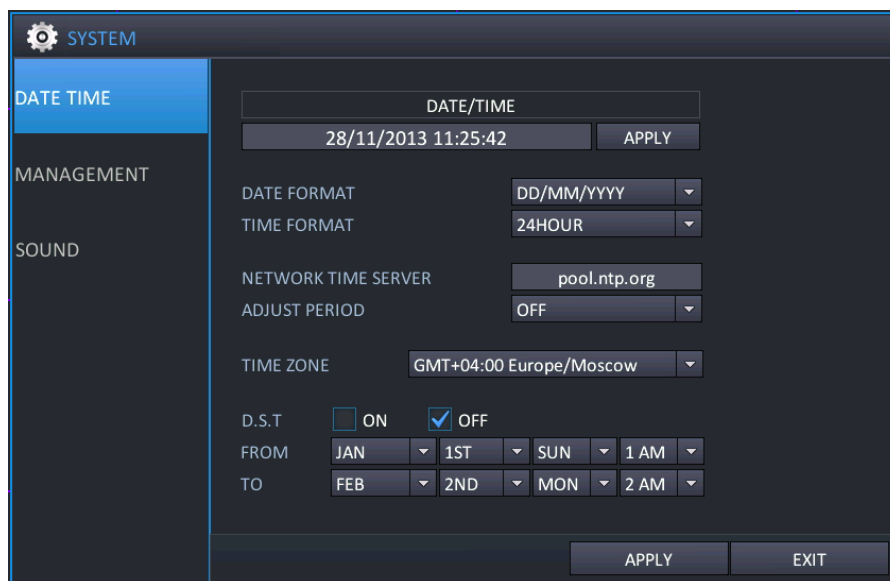 SYSTEM
DATE TIME
MANAGEMENT
SOUND
DATE/TIME
28/11/2013 11:25:42 APPLY
DATE FORMAT DD/MM/YYYY
TIME FORMAT 24HOUR
NETWORK TIME SERVER pool.ntp.org
ADJUST PERIOD OFF
TIME ZONE GMT+04:00 Europe/Moscow
D.S.T ON OFF
FROM JAN 1ST SUN 1 AM
TO FEB 2ND MON 2 AM
APPLY EXIT